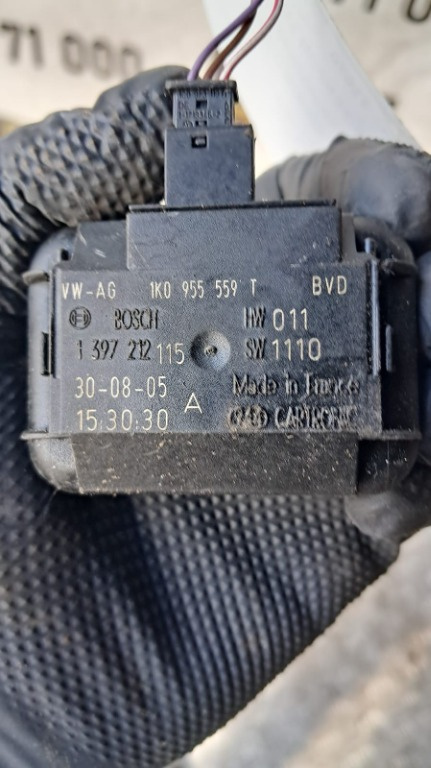 71 000
VW-AG 1K0 955 559 T BVD
BOSCH HW 011
1 397 212 115 SW 1110
30-08-05 A Made in France
15:30:30 CARTRONIC